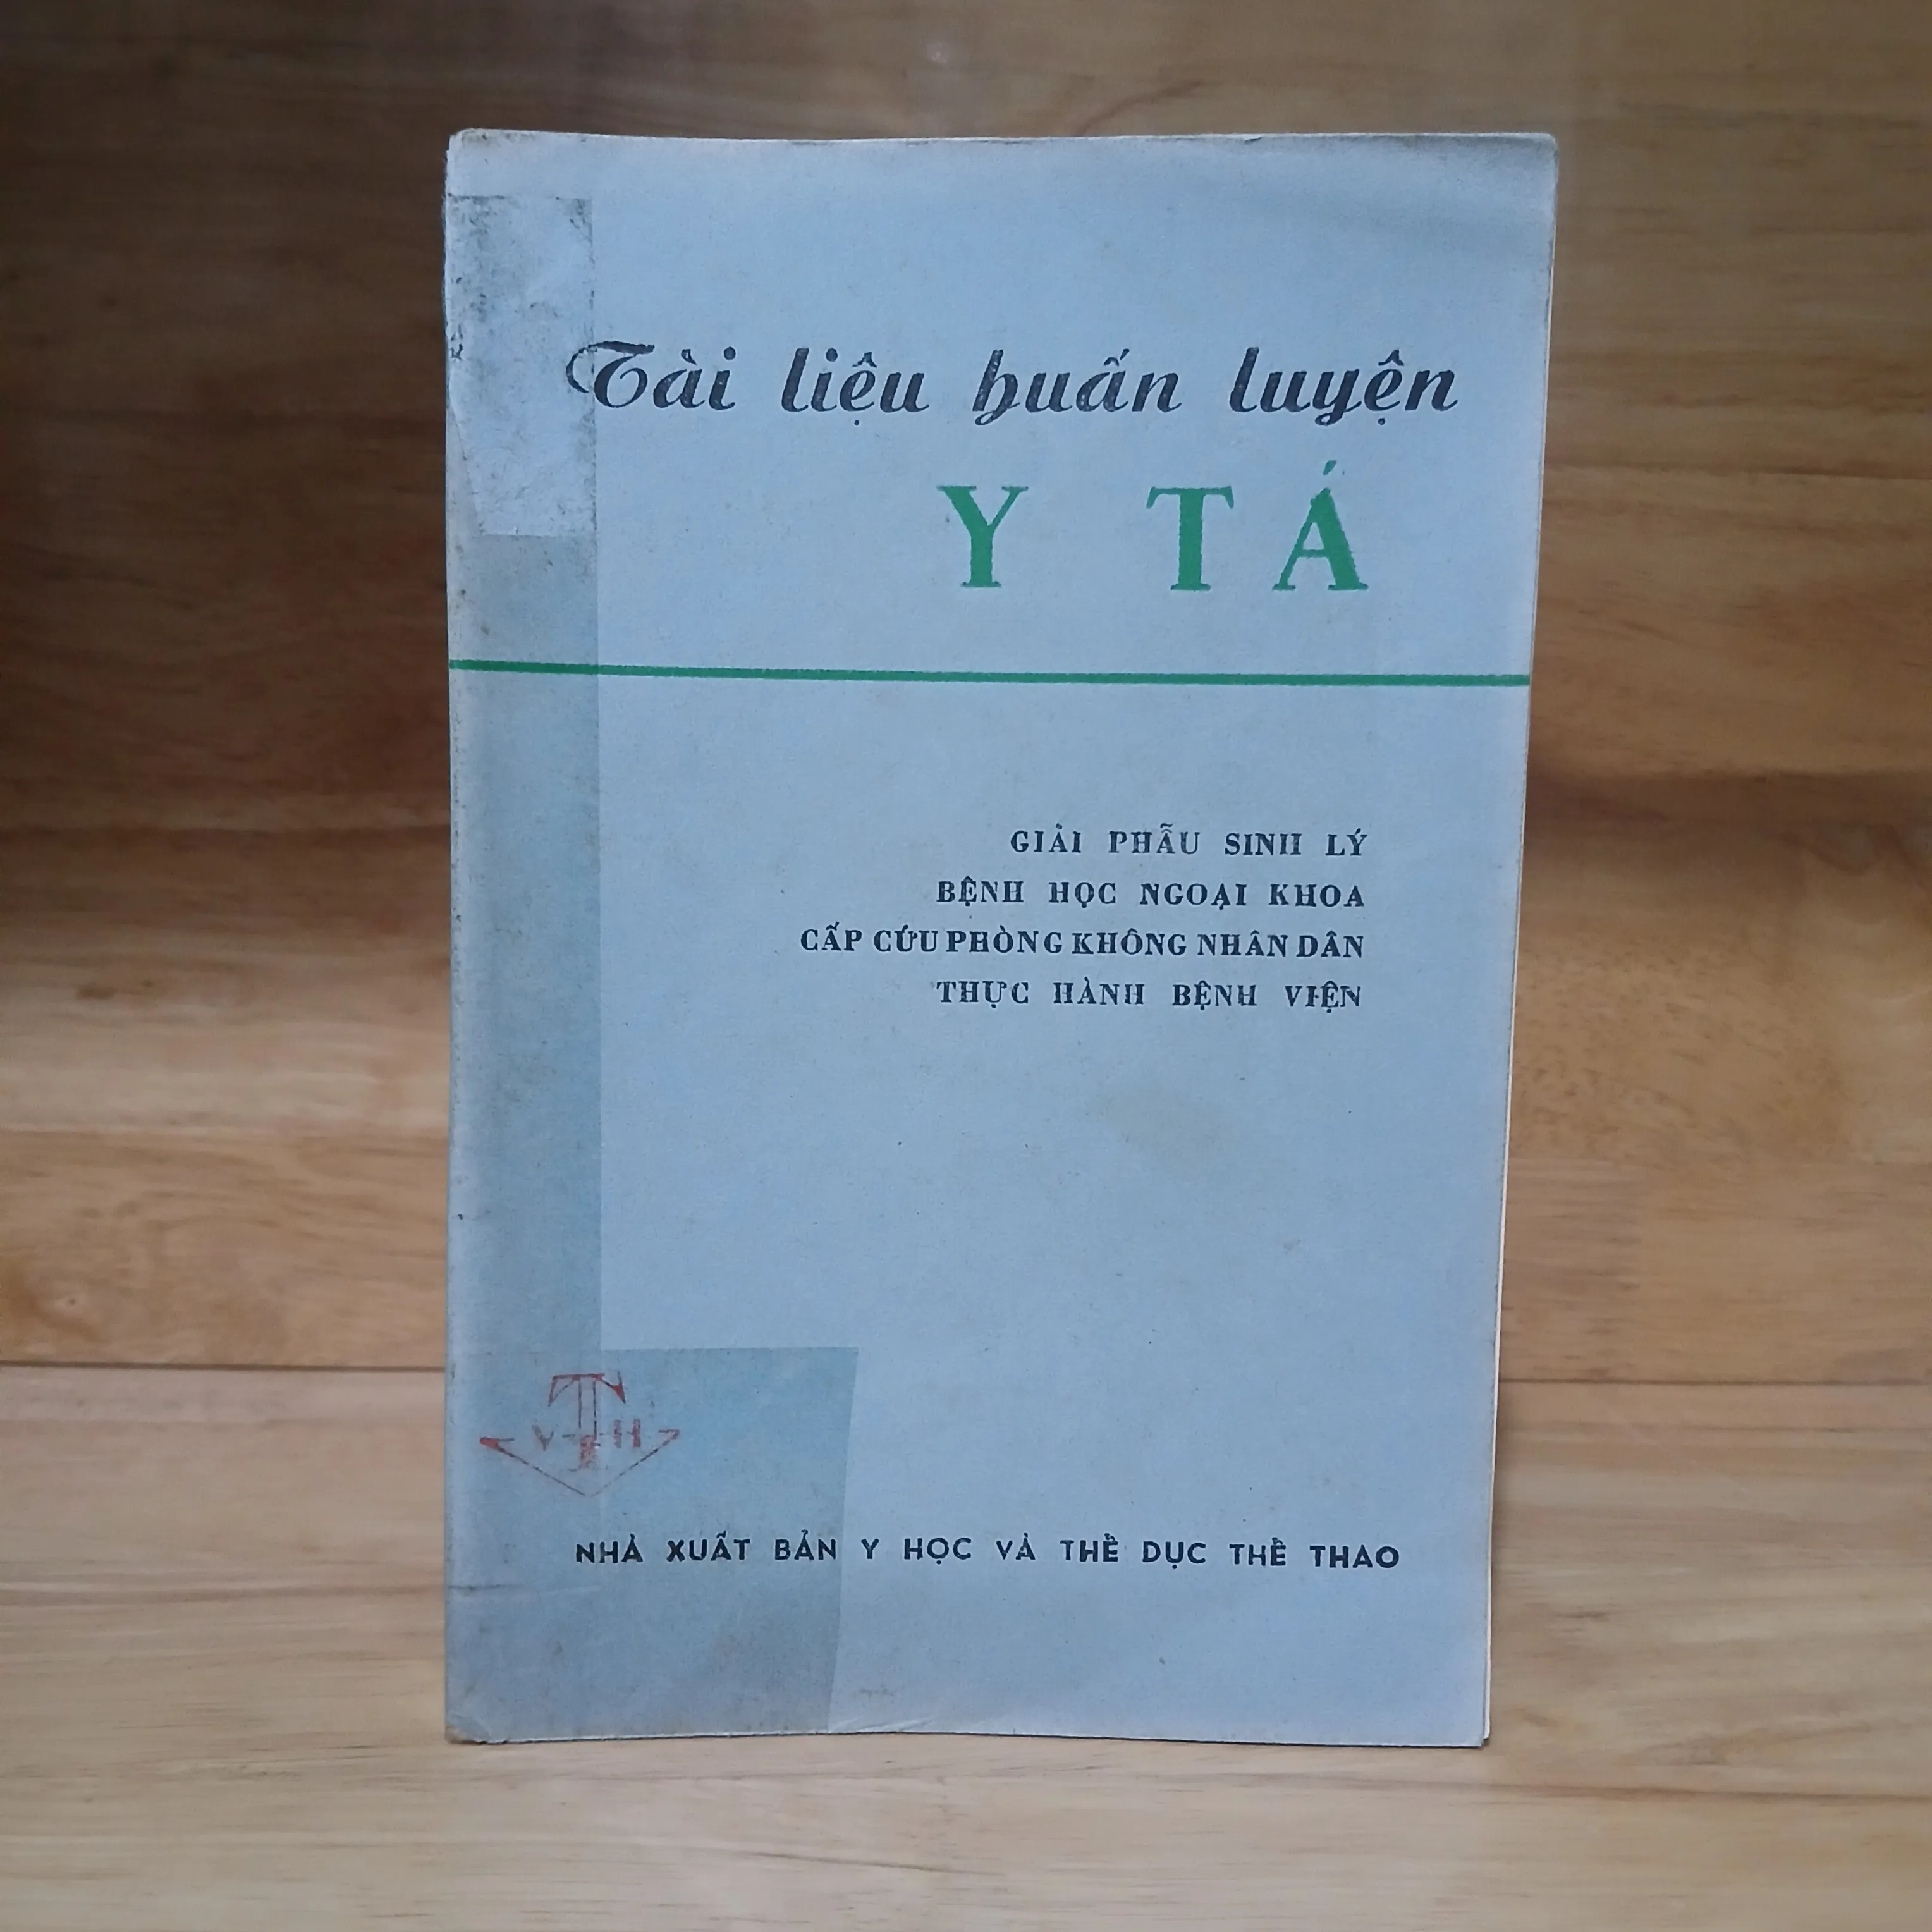 Tài liệu huấn luyện
Y TÁ
GIẢI PHẪU SINH LÝ
BỆNH HỌC NGOẠI KHOA
CẤP CỨU PHÒNG KHÔNG NHÂN DÂN
THỰC HÀNH BỆNH VIỆN
T
V H
NHÀ XUẤT BẢN Y HỌC VÀ THỂ DỤC THỂ THAO